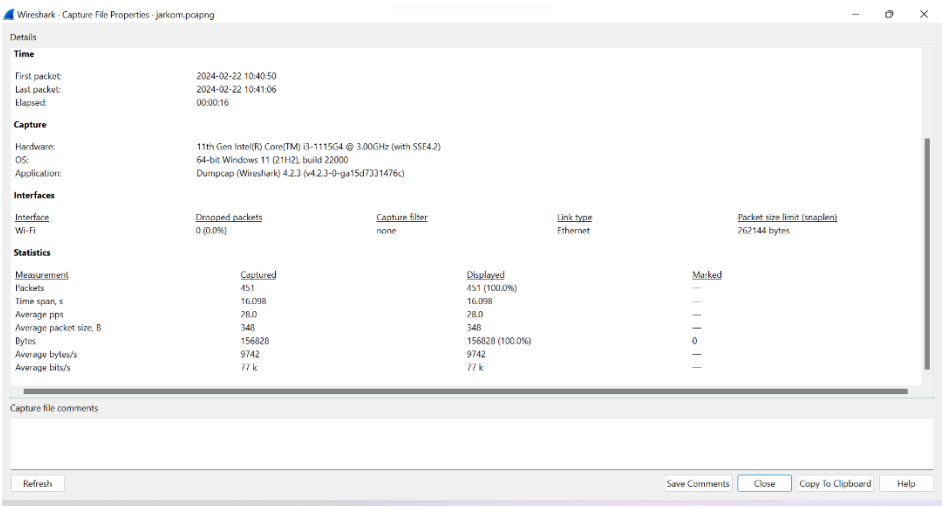 Wireshark · Capture File Properties · jarkom.pcapng
Details
Time
First packet: 2024-02-22 10:40:50
Last packet: 2024-02-22 10:41:06
Elapsed: 00:00:16
Capture
Hardware: 11th Gen Intel(R) Core(TM) i3-1115G4 @ 3.00GHz (with SSE4.2)
OS: 64-bit Windows 11 (21H2), build 22000
Application: Dumpcap (Wireshark) 4.2.3 (v4.2.3-0-ga15d7331476c)
Interfaces
Interface Dropped packets Capture filter Link type Packet size limit (snaplen)
Wi-Fi 0 (0.0%) none Ethernet 262144 bytes
Statistics
Measurement Captured Displayed Marked
Packets 451 451 (100.0%) —
Time span, s 16.098 16.098 —
Average pps 28.0 28.0 —
Average packet size, B 348 348 —
Bytes 156828 156828 (100.0%) 0
Average bytes/s 9742 9742 —
Average bits/s 77 k 77 k —
Capture file comments
Refresh Save Comments Close Copy To Clipboard Help